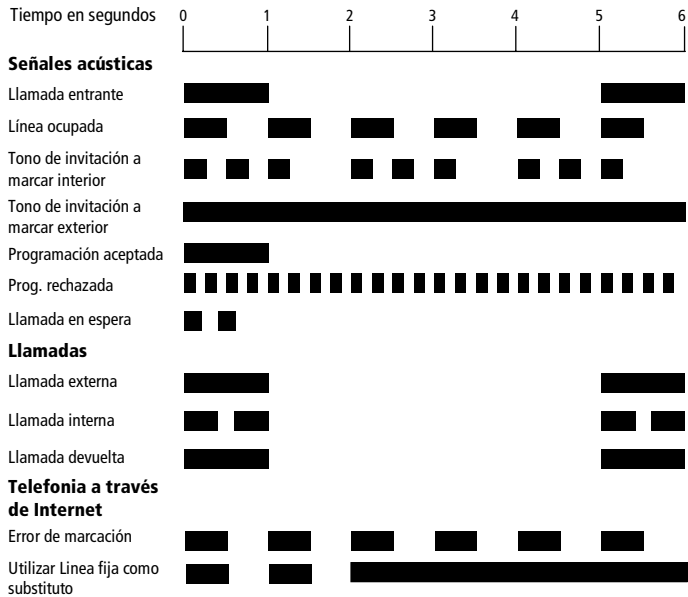 Tiempo en segundos 0 1 2 3 4 5 6
Señales acústicas
Llamada entrante
Línea ocupada
Tono de invitación a
marcar interior
Tono de invitación a
marcar exterior
Programación aceptada
Prog. rechazada
Llamada en espera
Llamadas
Llamada externa
Llamada interna
Llamada devuelta
Telefonia a través
de Internet
Error de marcación
Utilizar Linea fija como
substituto